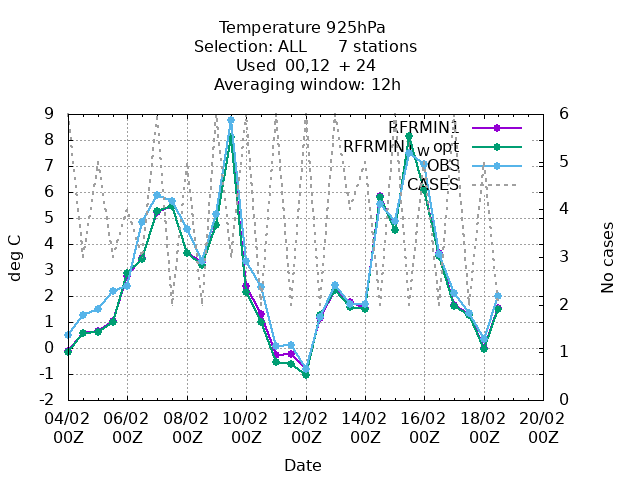 Temperature 925hPa
Selection: ALL 7 stations
Used 00,12 + 24
Averaging window: 12h
9
8
7
6
5
4
3
2
1
0
-1
-2
deg C
6
5
4
3
2
1
0
No cases
RFRMIN1
OBS
CASES
04/02 06/02 08/02 10/02 12/02 14/02 16/02 18/02 20/02
00Z 00Z 00Z 00Z 00Z 00Z 00Z 00Z 00Z
Date